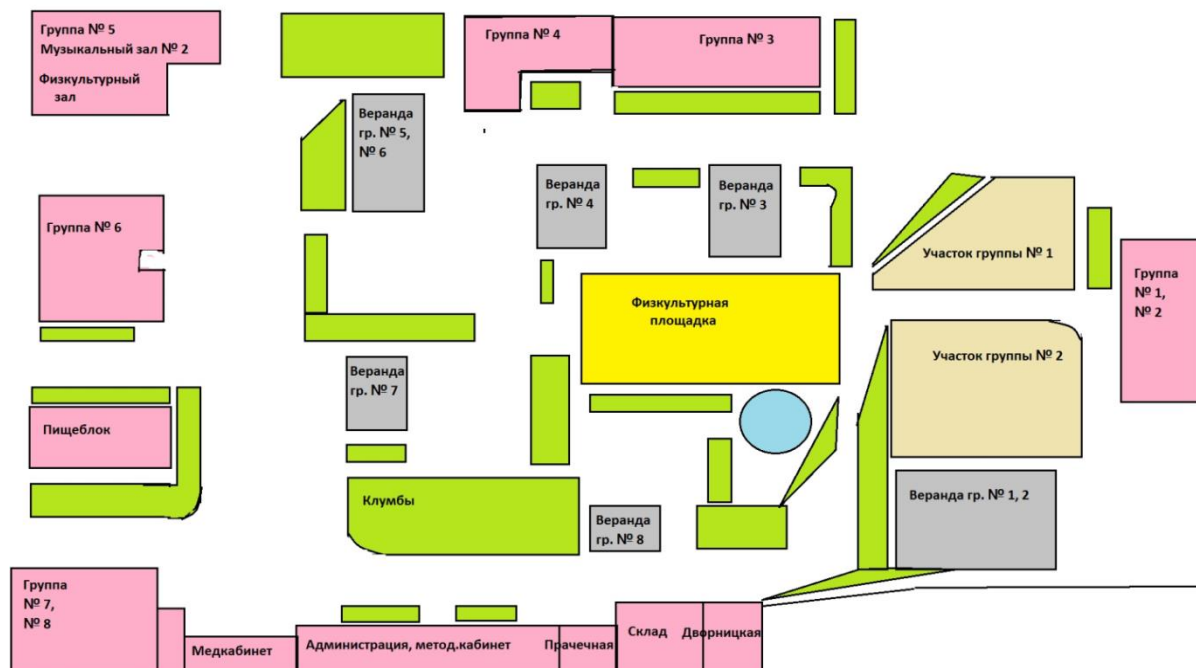 Группа № 5
Музыкальный зал № 2
Физкультурный
зал
Группа № 4
Группа № 3
Веранда
гр. № 5,
№ 6
Веранда
гр. № 4
Веранда
гр. № 3
Группа № 6
Участок группы № 1
Группа
№ 1,
№ 2
Физкультурная
площадка
Участок группы № 2
Веранда
гр. № 7
Пищеблок
Клумбы
Веранда гр. № 1, 2
Веранда
гр. № 8
Группа
№ 7,
№ 8
Медкабинет
Администрация, метод.кабинет
Прачечная
Склад
Дворницкая